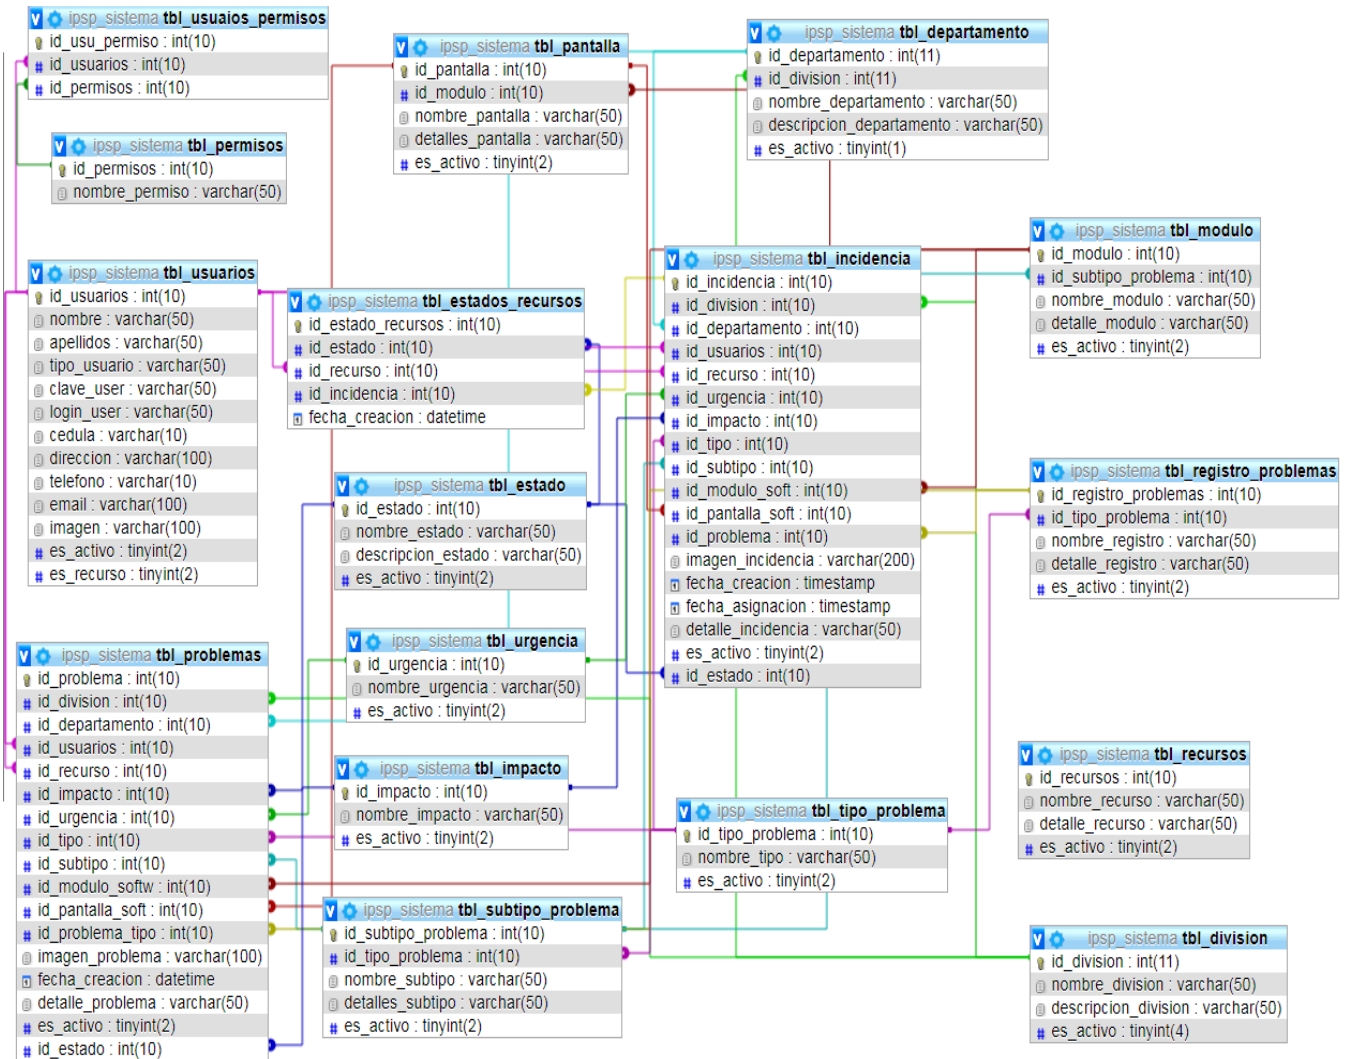 ipsp_sistema tbl_usuaios_permisos
id_usu_permiso : int(10)
id_usuarios : int(10)
id_permisos : int(10)
ipsp_sistema tbl_permisos
id_permisos : int(10)
nombre_permiso : varchar(50)
ipsp_sistema tbl_pantalla
id_pantalla : int(10)
id_modulo : int(10)
nombre_pantalla : varchar(50)
detalles_pantalla : varchar(50)
es_activo : tinyint(2)
ipsp_sistema tbl_departamento
id_departamento : int(11)
id_division : int(11)
nombre_departamento : varchar(50)
descripcion_departamento : varchar(50)
es_activo : tinyint(1)
ipsp_sistema tbl_usuarios
id_usuarios : int(10)
nombre : varchar(50)
apellidos : varchar(50)
tipo_usuario : varchar(50)
clave_user : varchar(50)
login_user : varchar(50)
cedula : varchar(10)
direccion : varchar(100)
telefono : varchar(10)
email : varchar(100)
imagen : varchar(100)
es_activo : tinyint(2)
es_recurso : tinyint(2)
ipsp_sistema tbl_estados_recursos
id_estado_recursos : int(10)
id_estado : int(10)
id_recurso : int(10)
id_incidencia : int(10)
fecha_creacion : datetime
ipsp_sistema tbl_incidencia
id_incidencia : int(10)
id_division : int(10)
id_departamento : int(10)
id_usuarios : int(10)
id_recurso : int(10)
id_urgencia : int(10)
id_impacto : int(10)
id_tipo : int(10)
id_subtipo : int(10)
id_modulo_soft : int(10)
id_pantalla_soft : int(10)
id_problema : int(10)
imagen_incidencia : varchar(200)
fecha_creacion : timestamp
fecha_asignacion : timestamp
detalle_incidencia : varchar(50)
es_activo : tinyint(2)
id_estado : int(10)
ipsp_sistema tbl_modulo
id_modulo : int(10)
id_subtipo_problema : int(10)
nombre_modulo : varchar(50)
detalle_modulo : varchar(50)
es_activo : tinyint(2)
ipsp_sistema tbl_estado
id_estado : int(10)
nombre_estado : varchar(50)
descripcion_estado : varchar(50)
es_activo : tinyint(2)
ipsp_sistema tbl_registro_problemas
id_registro_problemas : int(10)
id_tipo_problema : int(10)
nombre_registro : varchar(50)
detalle_registro : varchar(50)
es_activo : tinyint(2)
ipsp_sistema tbl_problemas
id_problema : int(10)
id_division : int(10)
id_departamento : int(10)
id_usuarios : int(10)
id_recurso : int(10)
id_impacto : int(10)
id_urgencia : int(10)
id_tipo : int(10)
id_subtipo : int(10)
id_modulo_softw : int(10)
id_pantalla_soft : int(10)
id_problema_tipo : int(10)
imagen_problema : varchar(100)
fecha_creacion : datetime
detalle_problema : varchar(50)
es_activo : tinyint(2)
id_estado : int(10)
ipsp_sistema tbl_urgencia
id_urgencia : int(10)
nombre_urgencia : varchar(50)
es_activo : tinyint(2)
ipsp_sistema tbl_impacto
id_impacto : int(10)
nombre_impacto : varchar(50)
es_activo : tinyint(2)
ipsp_sistema tbl_tipo_problema
id_tipo_problema : int(10)
nombre_tipo : varchar(50)
es_activo : tinyint(2)
ipsp_sistema tbl_recursos
id_recursos : int(10)
nombre_recurso : varchar(50)
detalle_recurso : varchar(50)
es_activo : tinyint(2)
ipsp_sistema tbl_subtipo_problema
id_subtipo_problema : int(10)
id_tipo_problema : int(10)
nombre_subtipo : varchar(50)
detalles_subtipo : varchar(50)
es_activo : tinyint(2)
ipsp_sistema tbl_division
id_division : int(11)
nombre_division : varchar(50)
descripcion_division : varchar(50)
es_activo : tinyint(4)